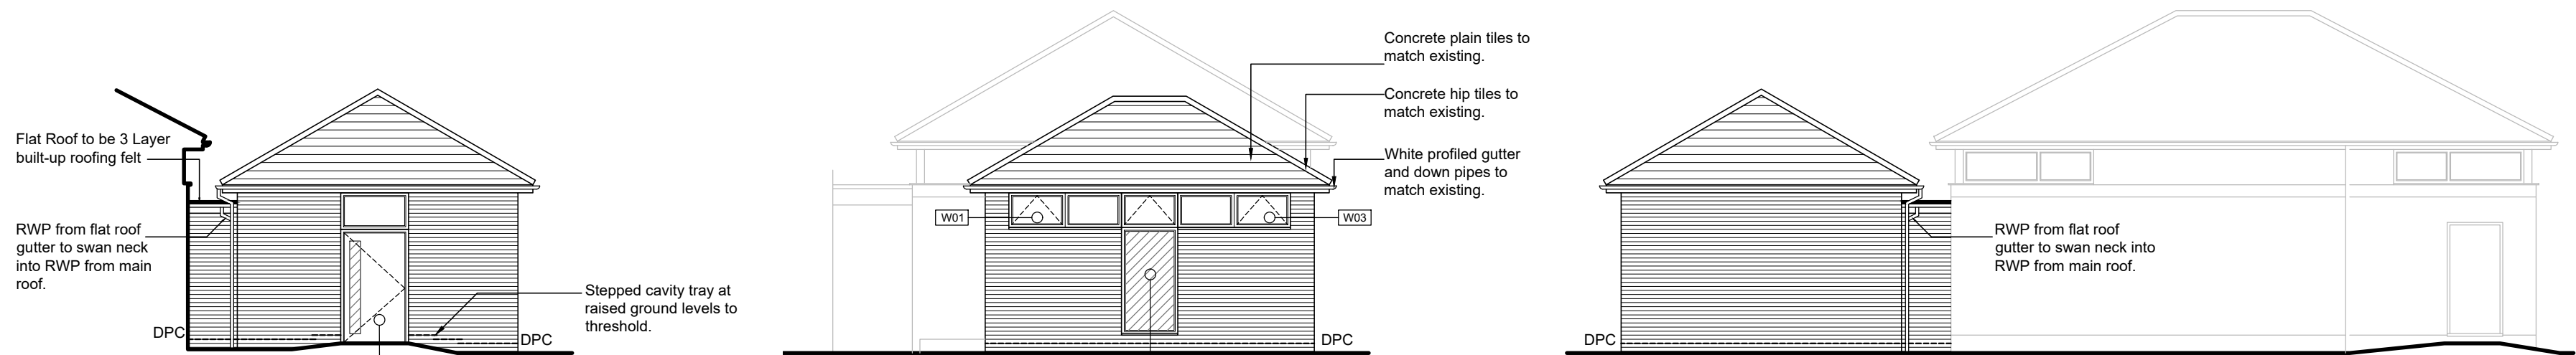 Flat Roof to be 3 Layer
built-up roofing felt
RWP from flat roof
gutter to swan neck
into RWP from main
roof.
DPC
Stepped cavity tray at
raised ground levels to
threshold.
DPC
Concrete plain tiles to
match existing.
Concrete hip tiles to
match existing.
White profiled gutter
and down pipes to
match existing.
W01
W03
DPC
RWP from flat roof
gutter to swan neck into
RWP from main roof.
DPC